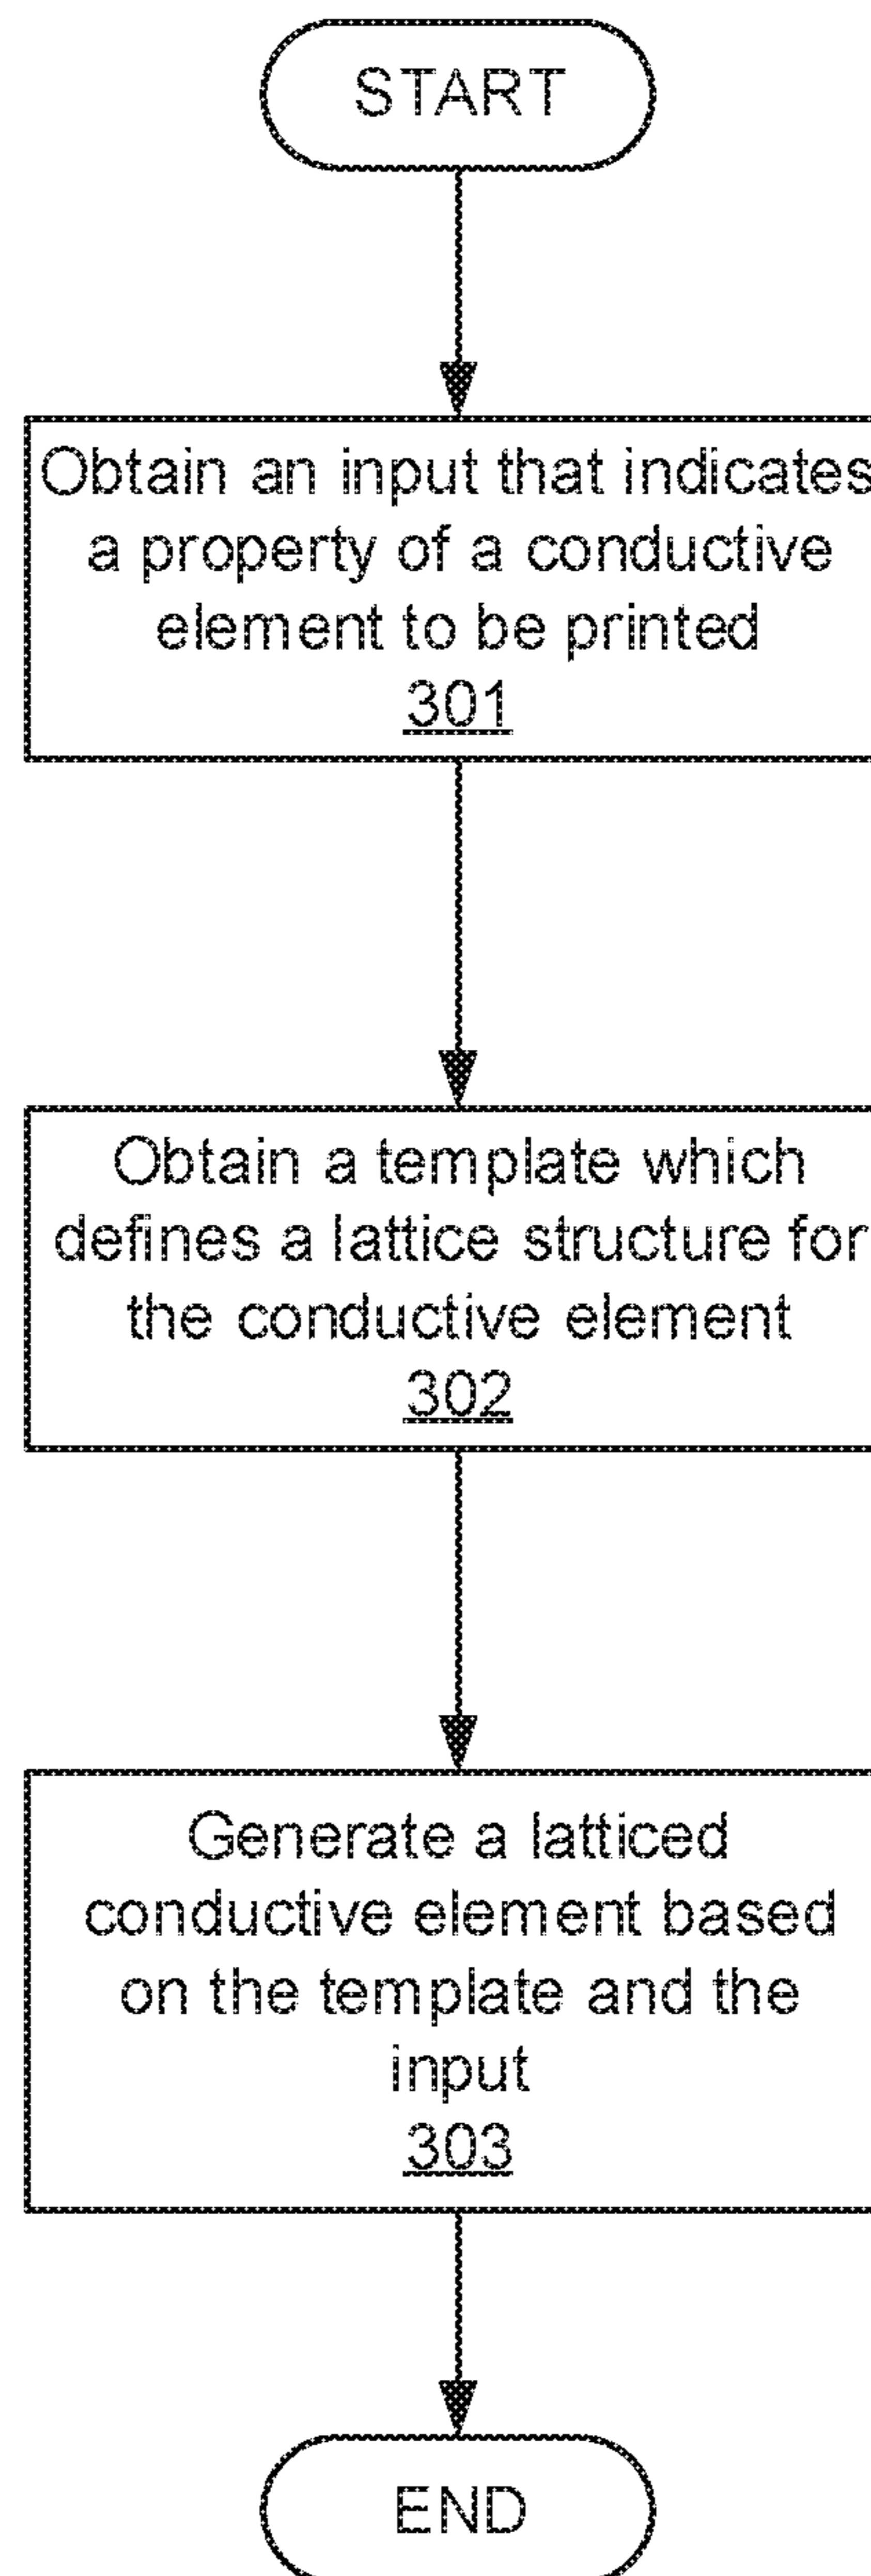 START
Obtain an input that indicates
a property of a conductive
element to be printed
301
Obtain a template which
defines a lattice structure for
the conductive element
302
Generate a latticed
conductive element based
on the template and the
input
303
END